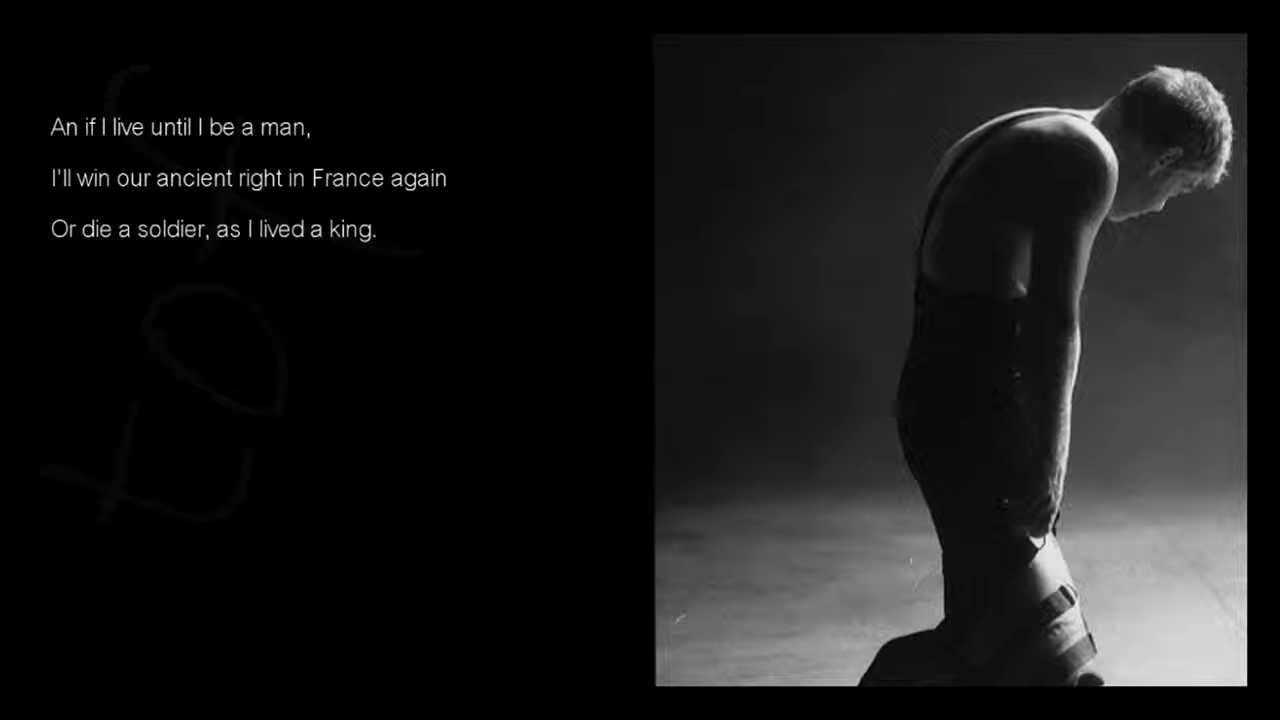 An if I live until I be a man,
I'll win our ancient right in France again
Or die a soldier, as I lived a king.